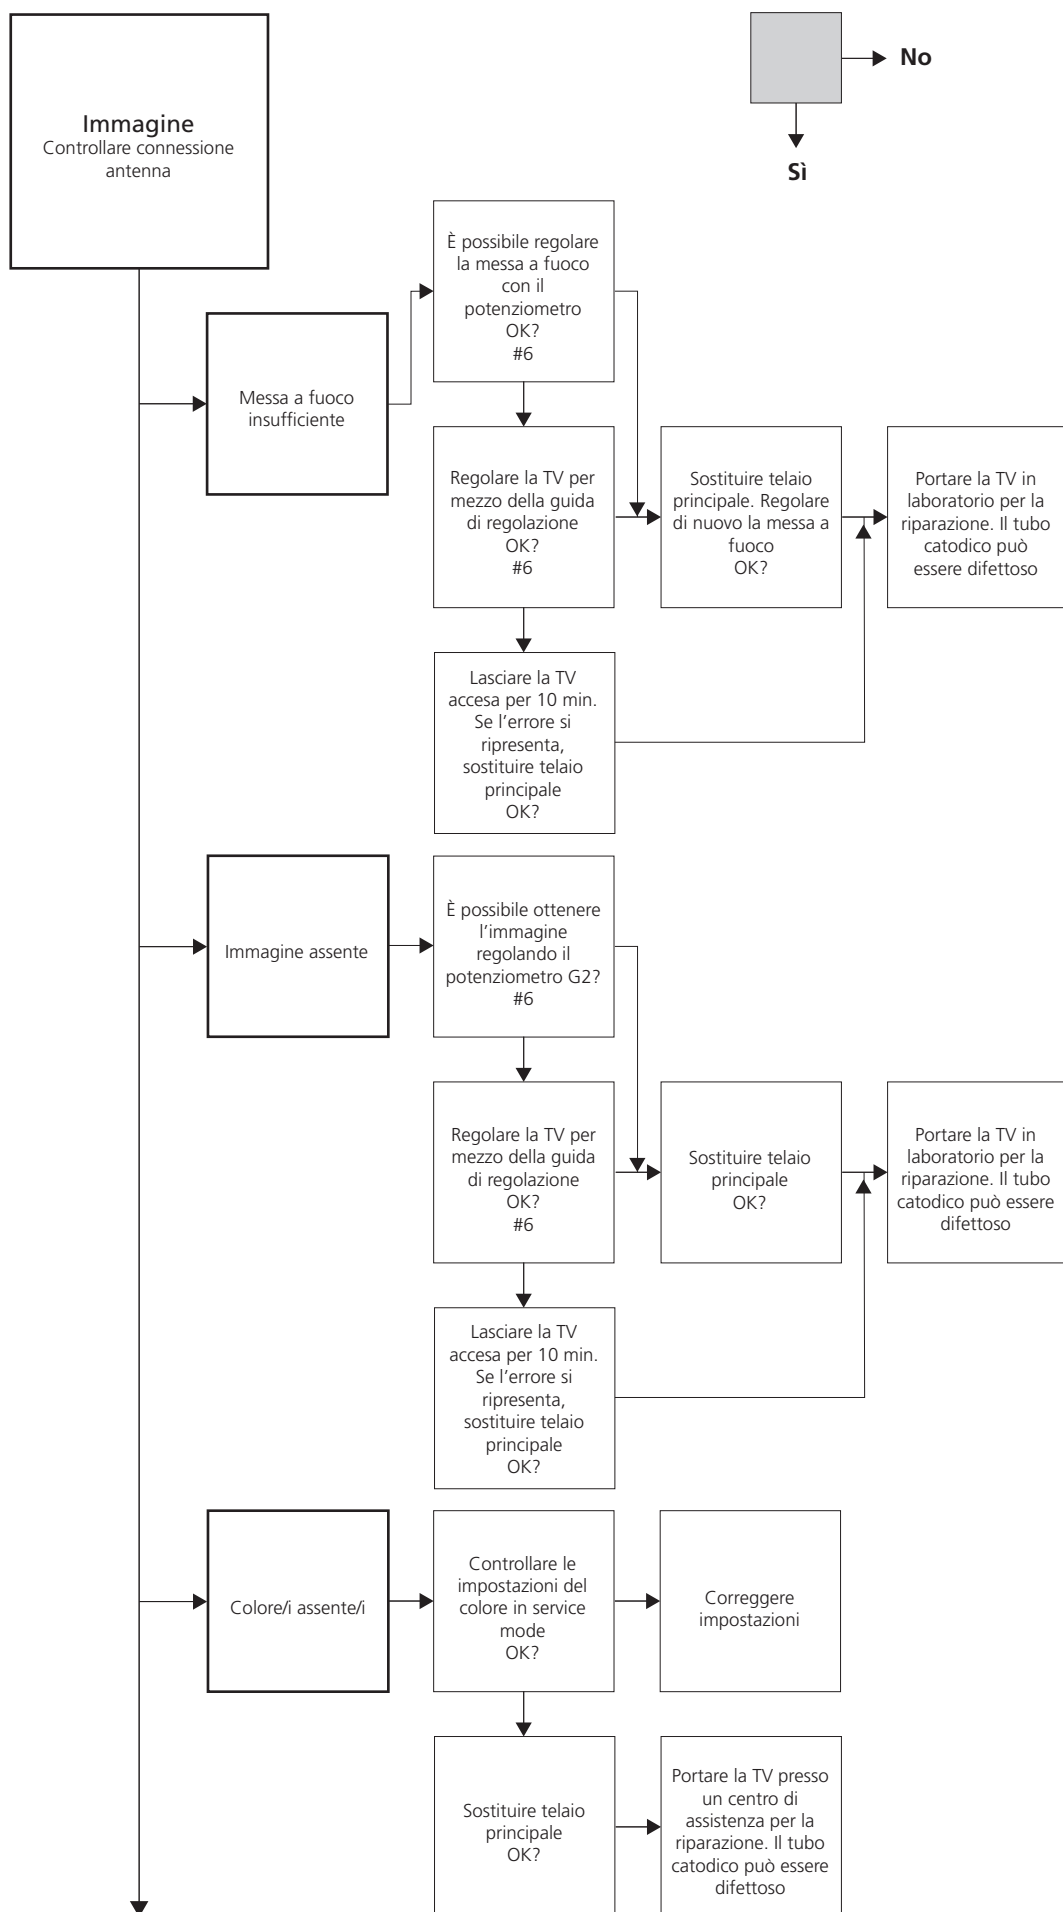 Immagine
Controllare connessione
antenna
No
Sì
È possibile regolare
la messa a fuoco
con il
potenziometro
OK?
#6
Messa a fuoco
insufficiente
Regolare la TV per
mezzo della guida
di regolazione
OK?
#6
Sostituire telaio
principale. Regolare
di nuovo la messa a
fuoco
OK?
Portare la TV in
laboratorio per la
riparazione. Il tubo
catodico può
essere difettoso
Lasciare la TV
accesa per 10 min.
Se l'errore si
ripresenta,
sostituire telaio
principale
OK?
Immagine assente
È possibile ottenere
l'immagine
regolando il
potenziometro G2?
#6
Regolare la TV per
mezzo della guida
di regolazione
OK?
#6
Sostituire telaio
principale
OK?
Portare la TV in
laboratorio per la
riparazione. Il tubo
catodico può essere
difettoso
Lasciare la TV
accesa per 10 min.
Se l'errore si
ripresenta,
sostituire telaio
principale
OK?
Colore/i assente/i
Controllare le
impostazioni del
colore in service
mode
OK?
Correggere
impostazioni
Sostituire telaio
principale
OK?
Portare la TV presso
un centro di
assistenza per la
riparazione. Il tubo
catodico può essere
difettoso